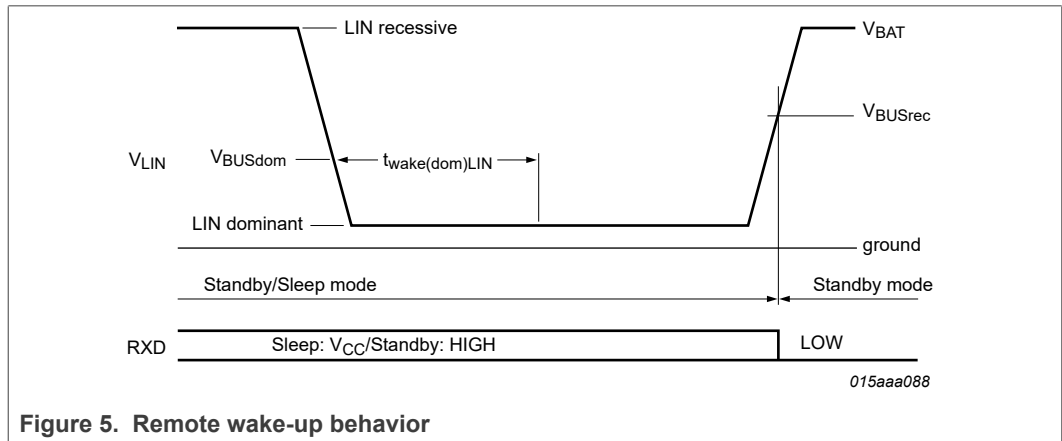 LIN recessive
VBAT
VBUSrec
VLIN
VBUSdom
twake(dom)LIN
LIN dominant
ground
Standby/Sleep mode
Standby mode
RXD
Sleep: VCC/Standby: HIGH
LOW
015aaa088
Figure 5. Remote wake-up behavior